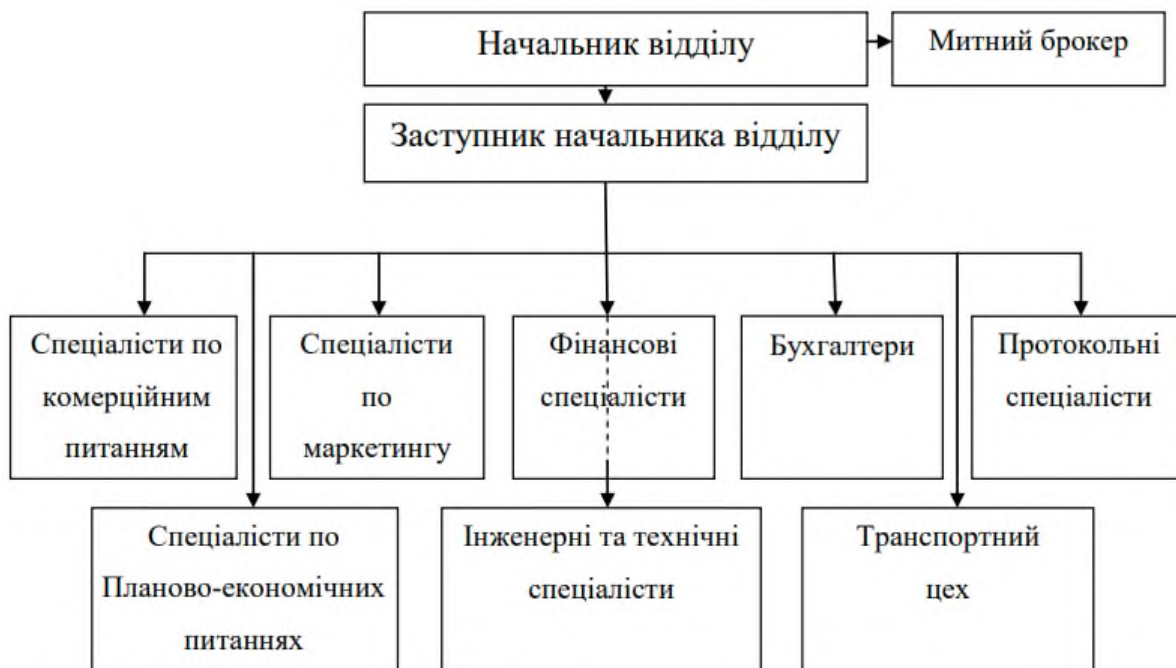 Начальник відділу
Митний брокер
Заступник начальника відділу
Спеціалісти по
комерційним
питанням
Спеціалісти
по
маркетингу
Фінансові
спеціалісти
Бухгалтери
Протокольні
спеціалісти
Спеціалісти по
Планово-економічних
питаннях
Інженерні та технічні
спеціалісти
Транспортний
цех